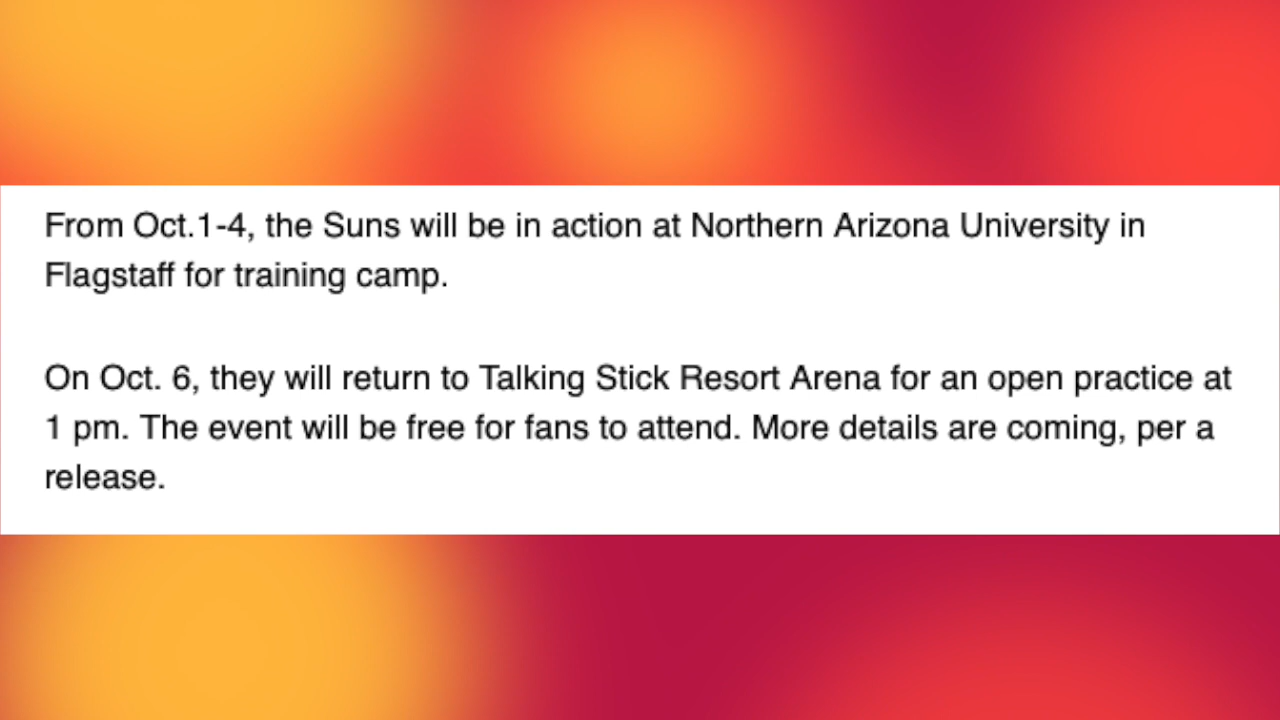 From Oct.1-4, the Suns will be in action at Northern Arizona University in
Flagstaff for training camp.
On Oct. 6, they will return to Talking Stick Resort Arena for an open practice at
1 pm. The event will be free for fans to attend. More details are coming, per a
release.